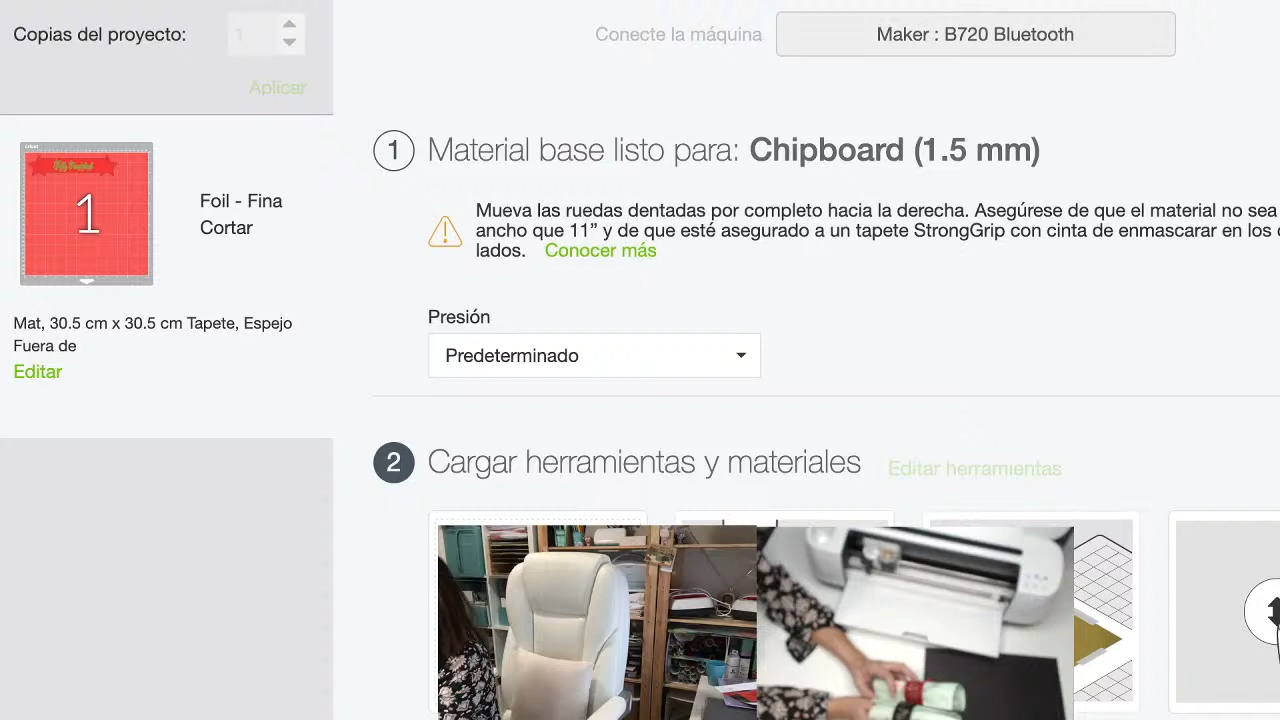 Copias del proyecto:
1
Aplicar
Conecte la máquina
Maker : B720 Bluetooth
cricut
1
Foil - Fina
Cortar
Mat, 30.5 cm x 30.5 cm Tapete, Espejo
Fuera de
Editar
1 Material base listo para: Chipboard (1.5 mm)
Mueva las ruedas dentadas por completo hacia la derecha. Asegúrese de que el material no sea
ancho que 11” y de que esté asegurado a un tapete StrongGrip con cinta de enmascarar en los
lados. Conocer más
Presión
Predeterminado
2 Cargar herramientas y materiales Editar herramientas